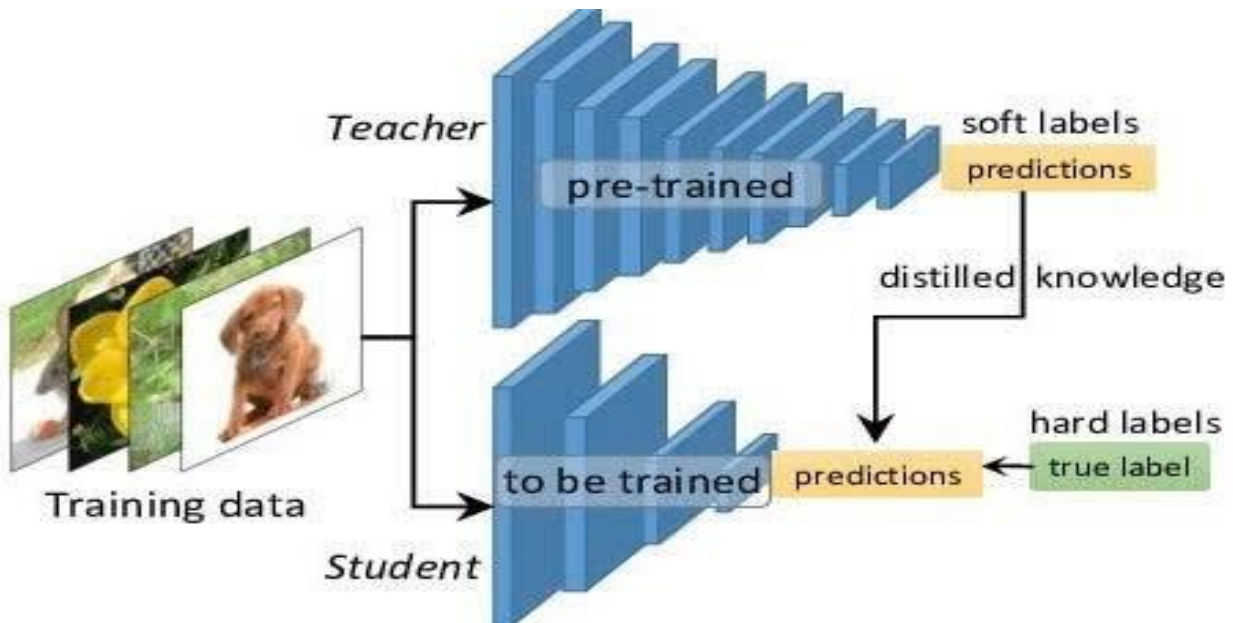 Teacher
pre-trained
soft labels
predictions
distilled knowledge
Training data
Student
to be trained
predictions
hard labels
true label